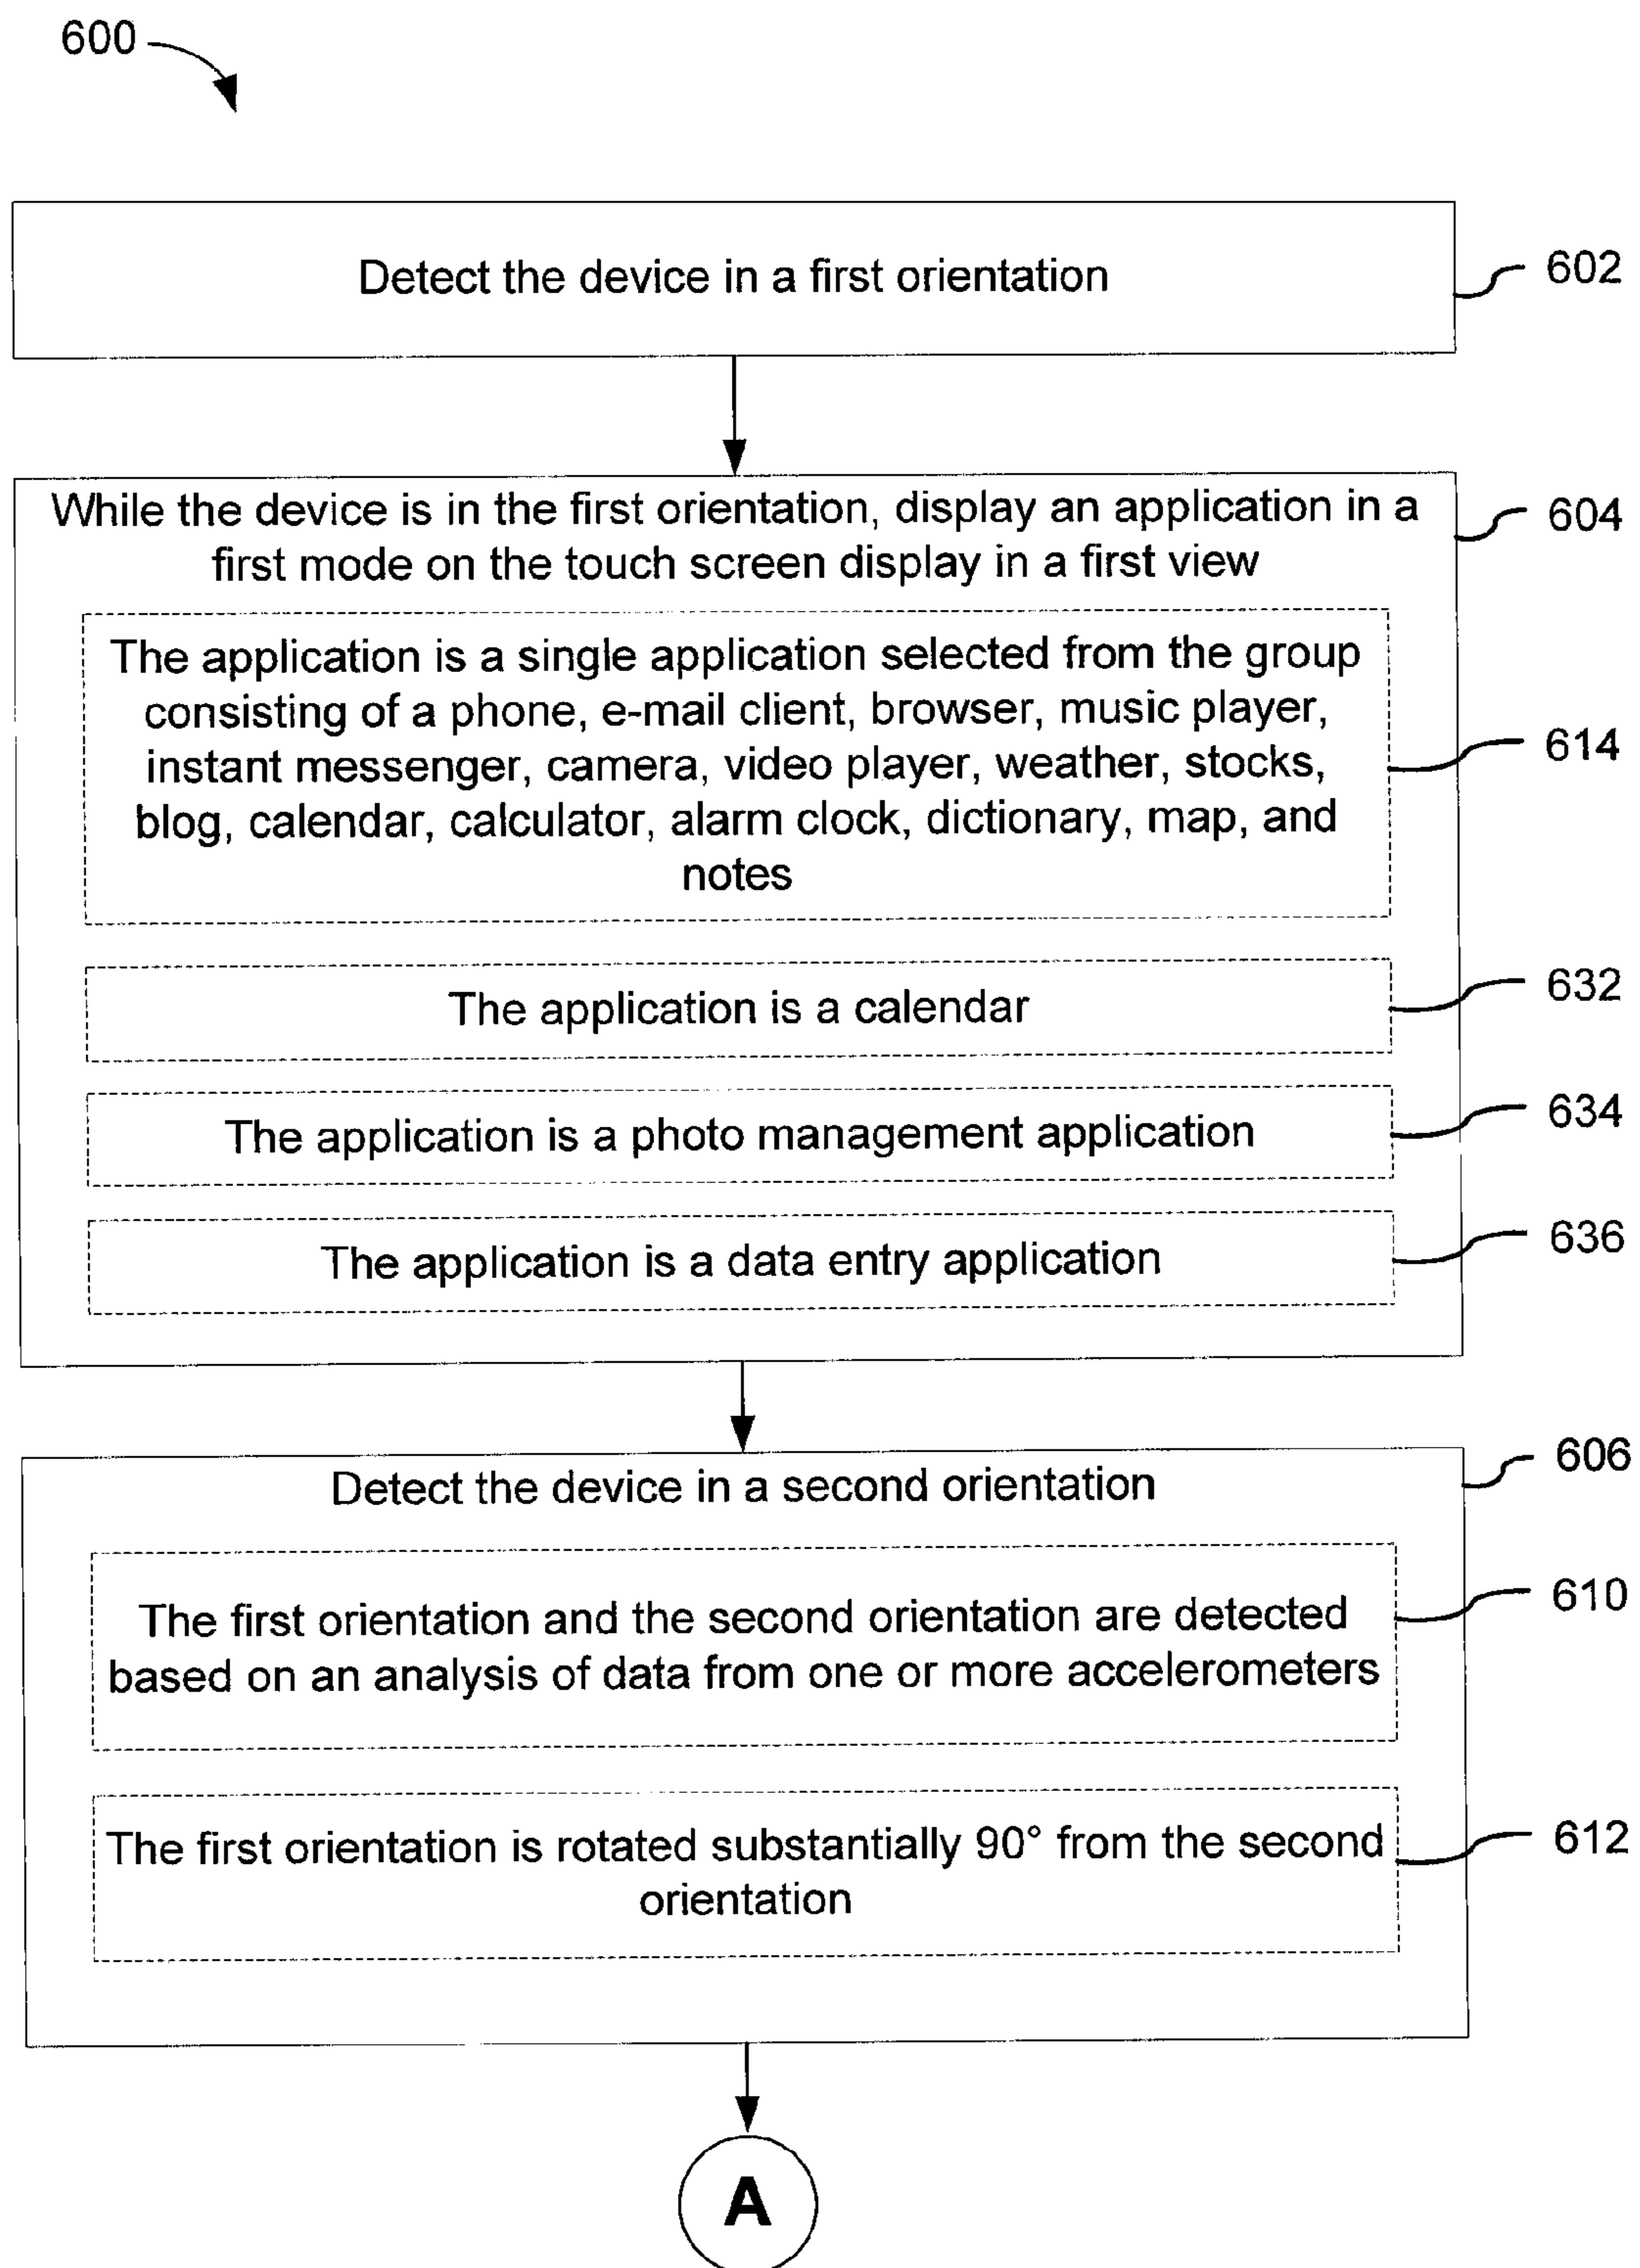 600
Detect the device in a first orientation
602
While the device is in the first orientation, display an application in a
first mode on the touch screen display in a first view
604
The application is a single application selected from the group
consisting of a phone, e-mail client, browser, music player,
instant messenger, camera, video player, weather, stocks,
blog, calendar, calculator, alarm clock, dictionary, map, and
notes
614
The application is a calendar
632
The application is a photo management application
634
The application is a data entry application
636
Detect the device in a second orientation
606
The first orientation and the second orientation are detected
based on an analysis of data from one or more accelerometers
610
The first orientation is rotated substantially 90° from the second
orientation
612
A